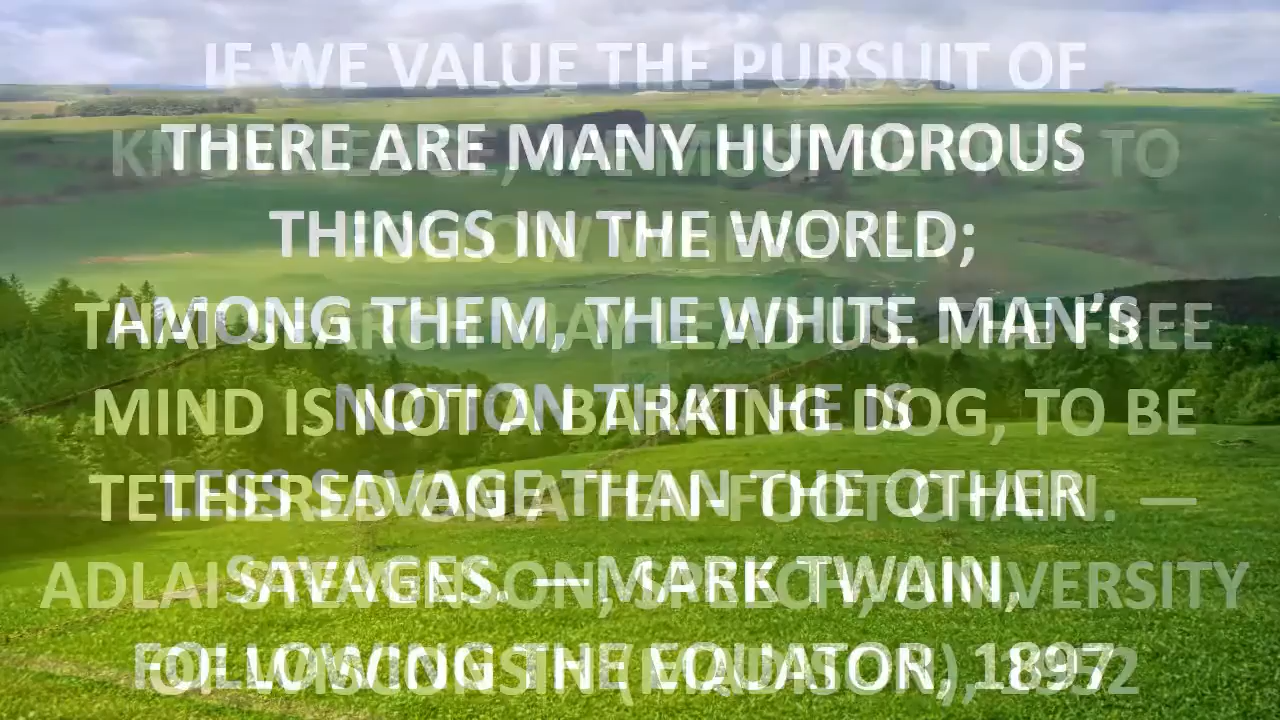 IF WE VALUE THE PURSUIT OF
KNOWLEDGE, WE MUST BE FREE TO
FOLLOW WHEREVER
THAT SEARCH MAY LEAD US. THE FREE
MIND IS NOT A BARKING DOG, TO BE
TETHERED ON A TEN-FOOT CHAIN. —
ADLAI STEVENSON, SPEECH, UNIVERSITY
OF WISCONSIN (MADISON), 1952
THERE ARE MANY HUMOROUS
THINGS IN THE WORLD;
AMONG THEM, THE WHITE MAN’S
NOTION THAT HE IS
LESS SAVAGE THAN THE OTHER
SAVAGES. — MARK TWAIN,
FOLLOWING THE EQUATOR, 1897